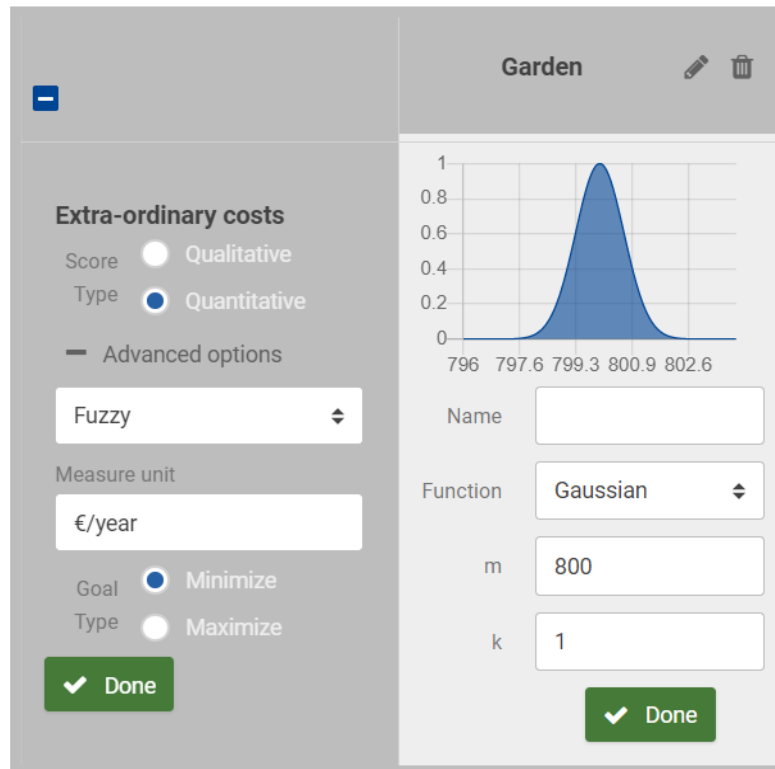 Garden
Extra-ordinary costs
Score Type
Qualitative
Quantitative
Advanced options
Fuzzy
Measure unit
€/year
Goal Type
Minimize
Maximize
Done
1
0.8
0.6
0.4
0.2
0
796 797.6 799.3 800.9 802.6
Name
Function Gaussian
m 800
k 1
Done